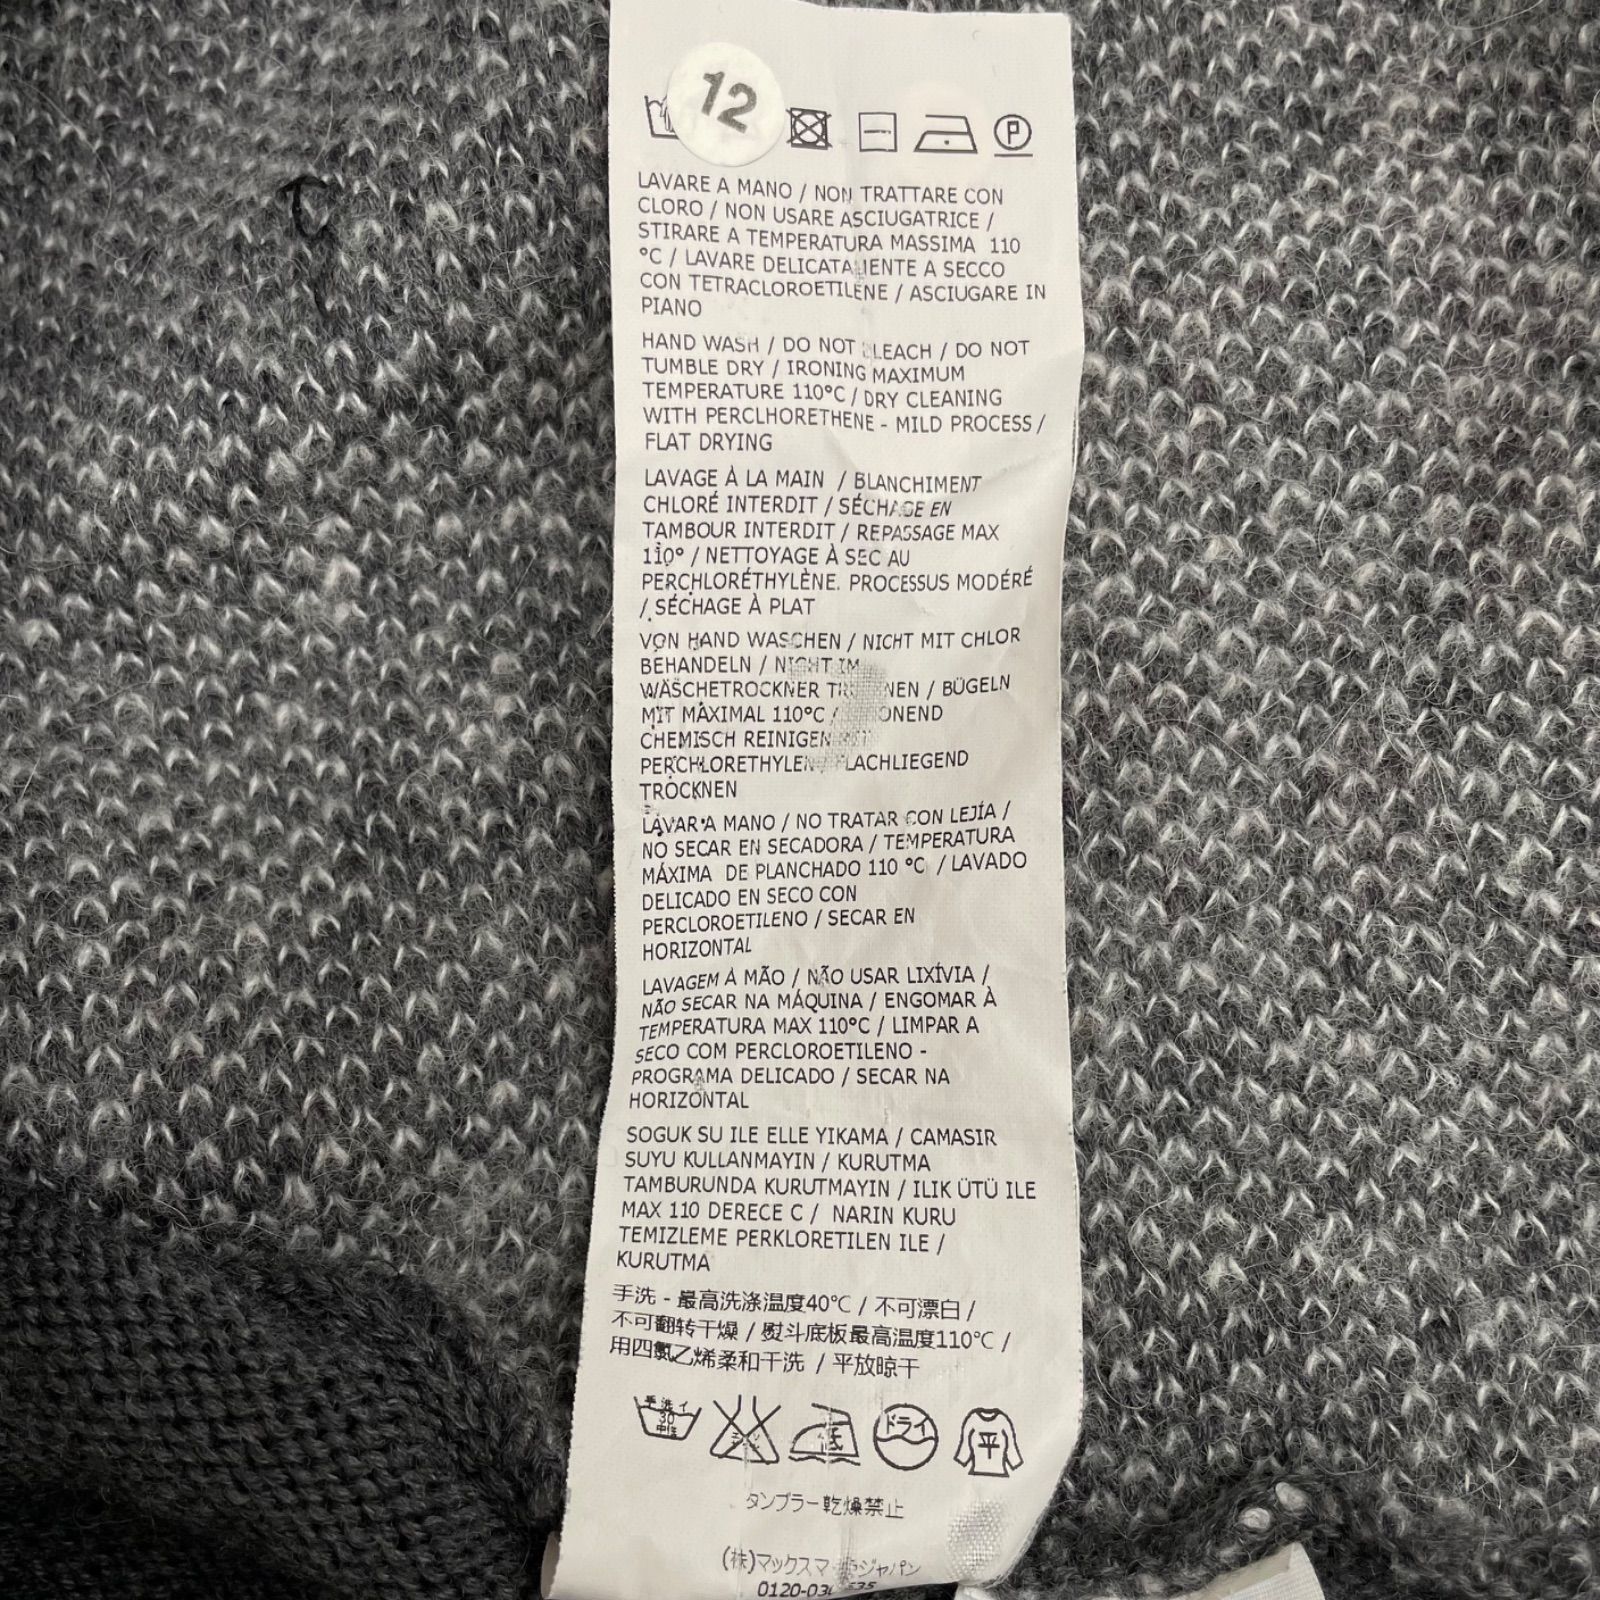 12
P
LAVARE A MANO / NON TRATTARE CON
CLORO / NON USARE ASCIUGATRICE /
STIRARE A TEMPERATURA MASSIMA 110
°C / LAVARE DELICATAMENTE A SECCO
CON TETRACLOROETILENE / ASCIUGARE IN
PIANO
HAND WASH / DO NOT BLEACH / DO NOT
TUMBLE DRY / IRONING MAXIMUM
TEMPERATURE 110°C / DRY CLEANING
WITH PERCLHORETHENE - MILD PROCESS /
FLAT DRYING
LAVAGE À LA MAIN / BLANCHIMENT
CHLORÉ INTERDIT / SÉCHAGE EN
TAMBOUR INTERDIT / REPASSAGE MAX
110° / NETTOYAGE À SEC AU
PERCHLORÉTHYLÈNE. PROCESSUS MODÉRÉ
/ SÉCHAGE À PLAT
VON HAND WASCHEN / NICHT MIT CHLOR
BEHANDELN / NICHT IM
WÄSCHETROCKNER / BÜGELN
MIT MAXIMAL 110°C /
CHEMISCH REINIGEN
TROCKNEN
LAVAR A MANO / NO TRATAR CON LEJÍA /
NO SECAR EN SECADORA / TEMPERATURA
MÁXIMA DE PLANCHADO 110 °C / LAVADO
DELICADO EN SECO CON
PERCLOROETILENO / SECAR EN
HORIZONTAL
LAVAGEM À MÃO / NÃO USAR LIXÍVIA /
NÃO SECAR NA MÁQUINA / ENGOMAR À
TEMPERATURA MAX 110°C / LIMPAR A
SECO COM PERCLOROETILENO -
PROGRAMA DELICADO / SECAR NA
HORIZONTAL
SOGUK SU ILE ELLE YIKAMA / CAMASIR
SUYU KULLANMAYIN / KURUTMA
TAMBURUNDA KURUTMAYIN / ILIK ÜTÜ ILE
MAX 110 DERECE C / NARIN KURU
TEMIZLEME PERKLORETILEN ILE /
KURUTMA
手洗 - 最高洗涤温度40°C / 不可漂白 /
不可翻转干燥 / 熨斗底板最高温度110°C /
用四氯乙烯柔和干洗 / 平放晾干
手洗イ 30 中性 低 ドライ 平
タンブラー乾燥禁止
(株)マックスマーラジャパン